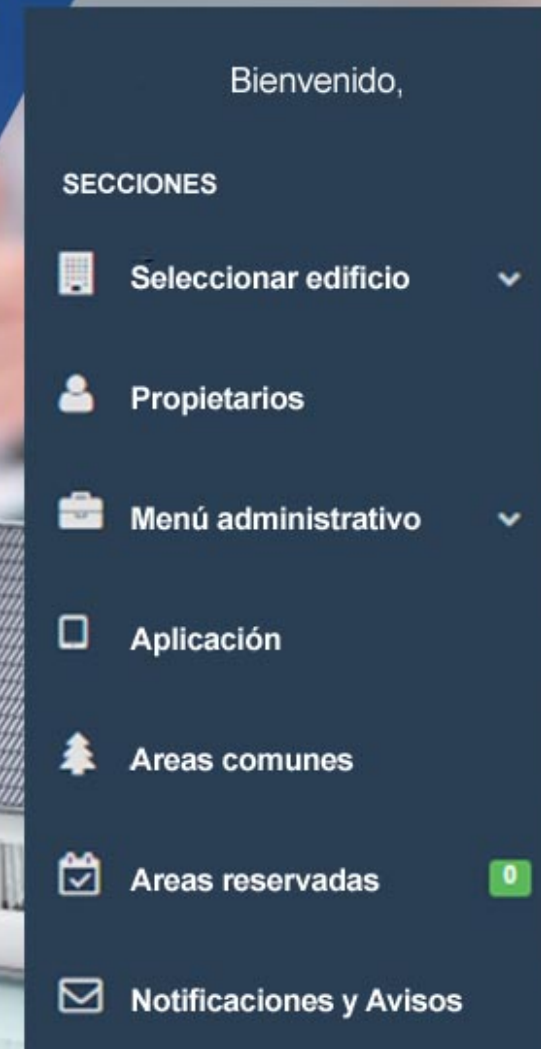 Bienvenido,
SECCIONES
Seleccionar edificio
Propietarios
Menú administrativo
Aplicación
Areas comunes
Areas reservadas 0
Notificaciones y Avisos